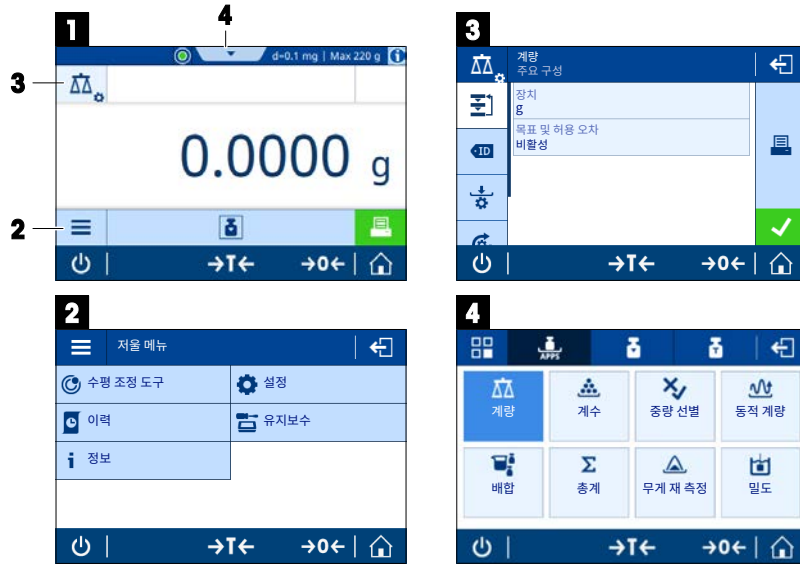 1
4
d=0.1 mg | Max 220 g
3
0.0000 g
2
→T←
→0←
3
계량
주요 구성
장치
g
목표 및 허용 오차
비활성
ID
→T←
→0←
2
저울 메뉴
수평 조정 도구
설정
이력
유지보수
정보
→T←
→0←
4
APPS
T
계량
계수
중량 선별
동적 계량
배합
총계
무게 재 측정
밀도
→T←
→0←